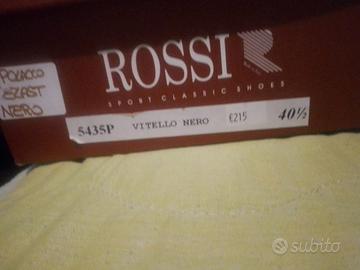 POLACCO
ELAST
NERO
ROSSI
SPORT CLASSIC SHOES
5435P VITELLO NERO €215 40½
subito